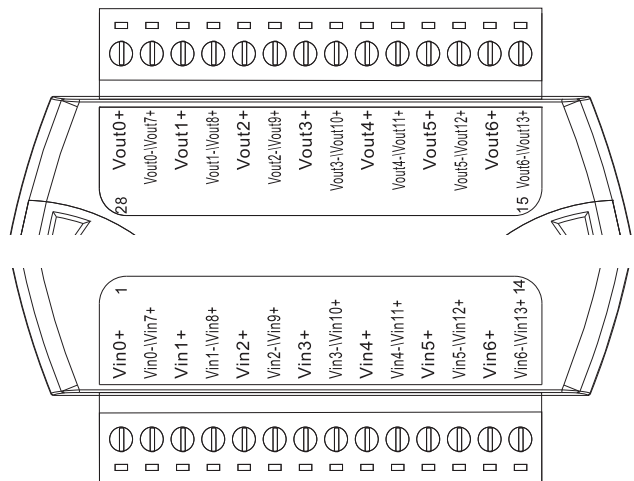 Vout0+
Vout0-\Vout7+
Vout1+
Vout1-\Vout8+
Vout2+
Vout2-\Vout9+
Vout3+
Vout3-\Vout10+
Vout4+
Vout4-\Vout11+
Vout5+
Vout5-\Vout12+
Vout6+
Vout6-\Vout13+
28
15
1
14
Vin0+
Vin0-\Vin7+
Vin1+
Vin1-\Vin8+
Vin2+
Vin2-\Vin9+
Vin3+
Vin3-\Vin10+
Vin4+
Vin4-\Vin11+
Vin5+
Vin5-\Vin12+
Vin6+
Vin6-\Vin13+